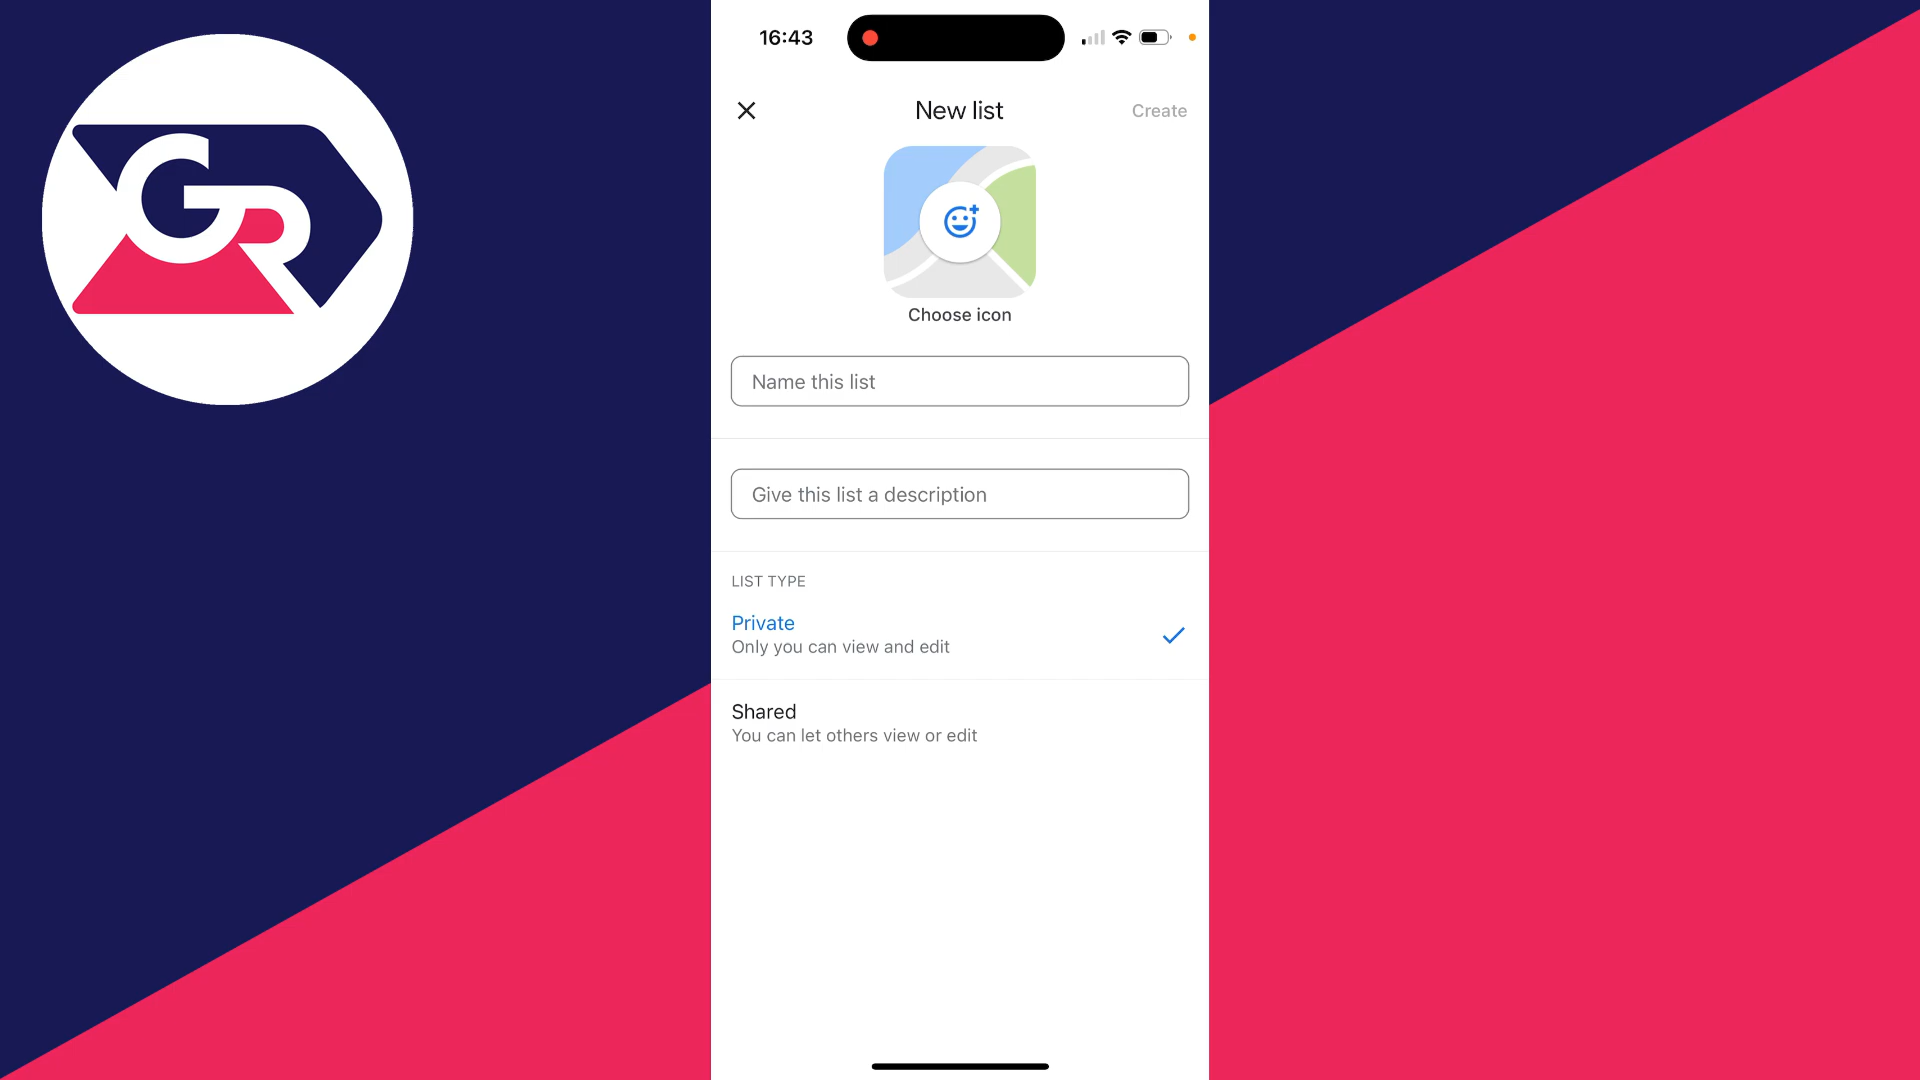 GR
16:43
New list
Create
Choose icon
Name this list
Give this list a description
LIST TYPE
Private
Only you can view and edit
Shared
You can let others view or edit